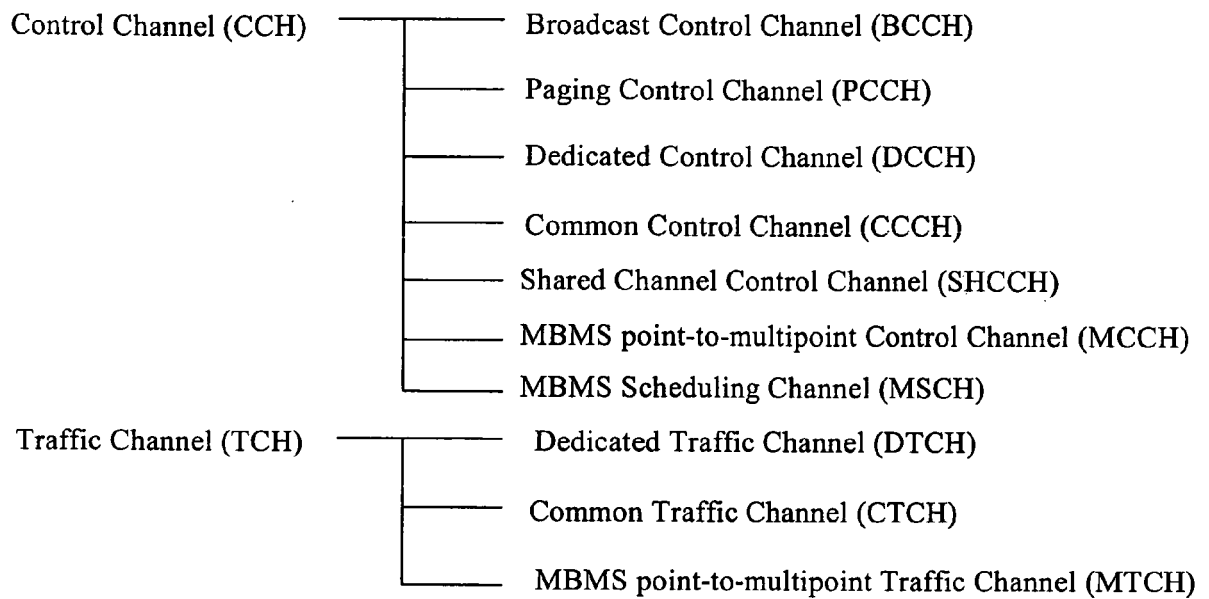 Control Channel (CCH) Broadcast Control Channel (BCCH)
Paging Control Channel (PCCH)
Dedicated Control Channel (DCCH)
Common Control Channel (CCCH)
Shared Channel Control Channel (SHCCH)
MBMS point-to-multipoint Control Channel (MCCH)
MBMS Scheduling Channel (MSCH)
Traffic Channel (TCH) Dedicated Traffic Channel (DTCH)
Common Traffic Channel (CTCH)
MBMS point-to-multipoint Traffic Channel (MTCH)